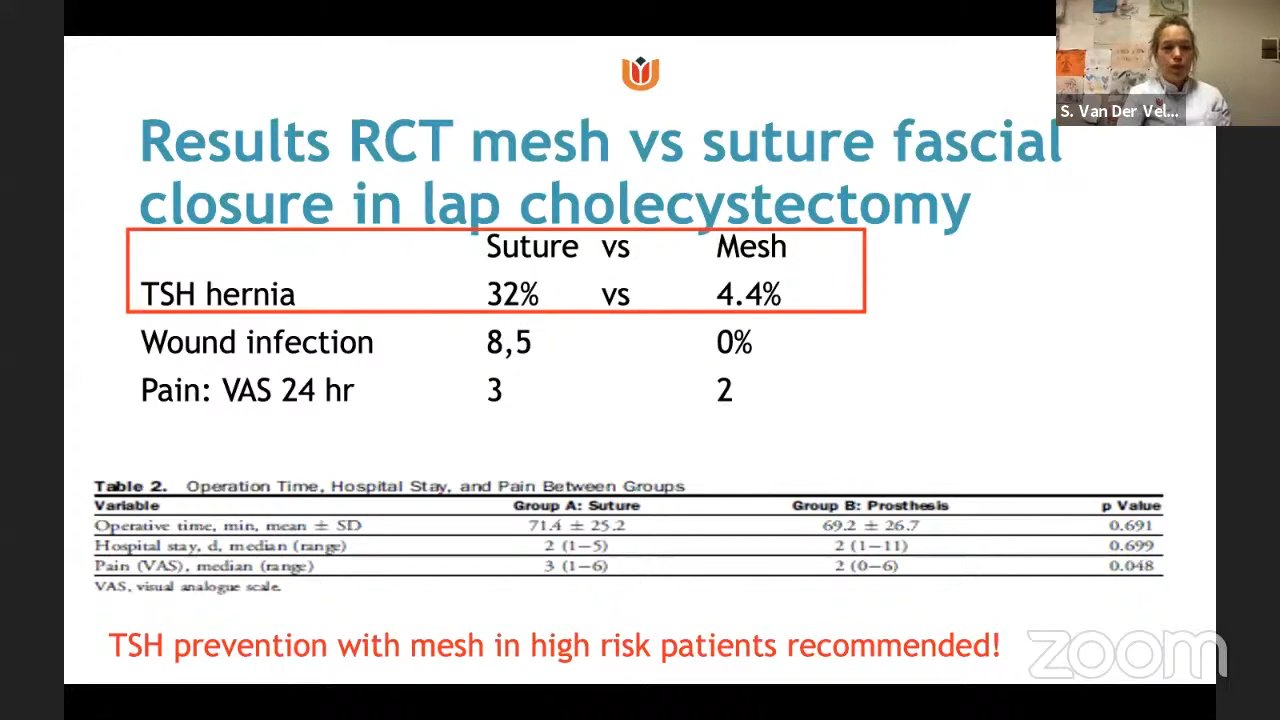 S. Van Der Vel...
Results RCT mesh vs suture fascial
closure in lap cholecystectomy
Suture vs Mesh
TSH hernia 32% vs 4.4%
Wound infection 8,5 0%
Pain: VAS 24 hr 3 2
Table 2. Operation Time, Hospital Stay, and Pain Between Groups
Variable Group A: Suture Group B: Prosthesis p Value
Operative time, min, mean ± SD 71.4 ± 25.2 69.2 ± 26.7 0.691
Hospital stay, d, median (range) 2 (1–5) 2 (1–11) 0.699
Pain (VAS), median (range) 3 (1–6) 2 (0–6) 0.048
VAS, visual analogue scale.
TSH prevention with mesh in high risk patients recommended!
zoom